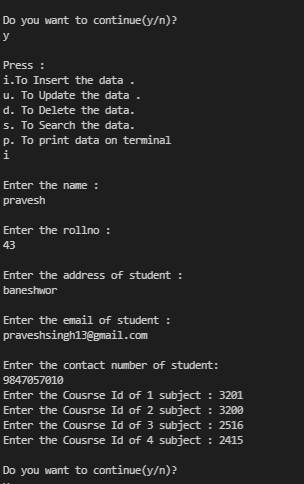 Do you want to continue(y/n)?
y
Press :
i.To Insert the data .
u. To Update the data .
d. To Delete the data.
s. To Search the data.
p. To print data on terminal
i
Enter the name :
pravesh
Enter the rollno :
43
Enter the address of student :
baneshwor
Enter the email of student :
praveshsingh13@gmail.com
Enter the contact number of student:
9847057010
Enter the Cousrse Id of 1 subject : 3201
Enter the Cousrse Id of 2 subject : 3200
Enter the Cousrse Id of 3 subject : 2516
Enter the Cousrse Id of 4 subject : 2415
Do you want to continue(y/n)?